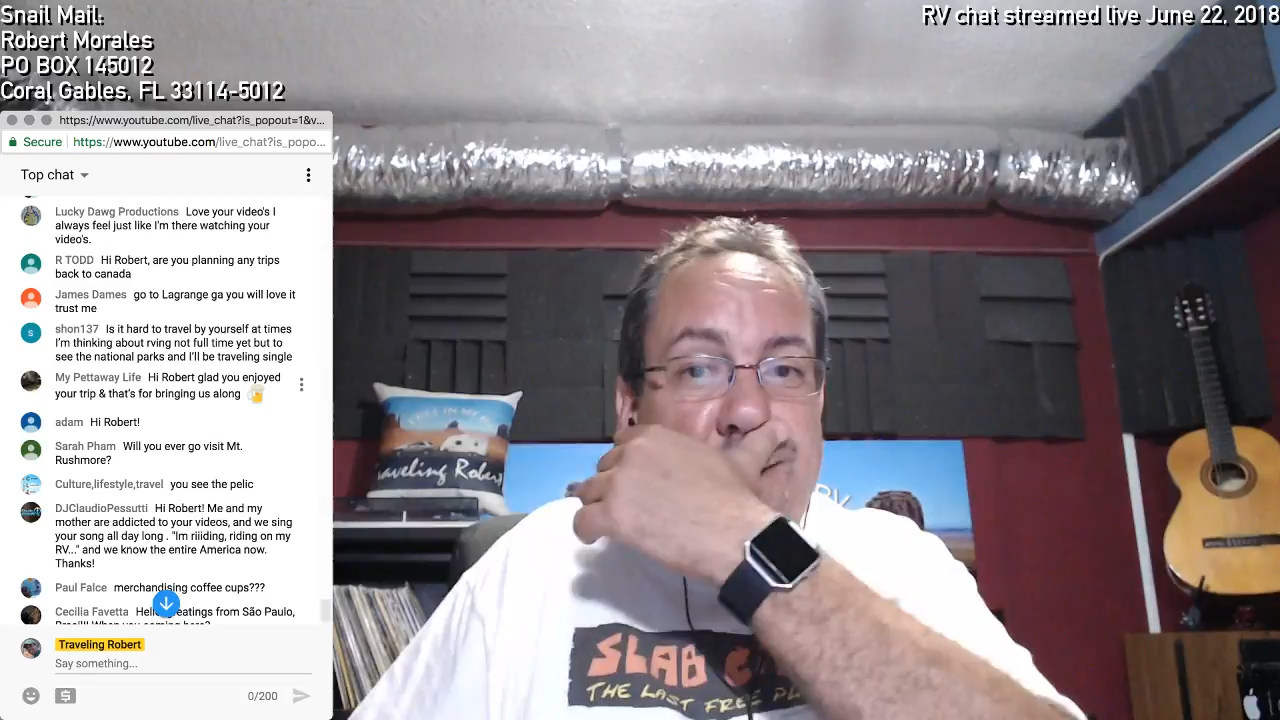 Snail Mail:
Robert Morales
PO BOX 145012
Coral Gables, FL 33114-5012
RV chat streamed live June 22, 2018
https://www.youtube.com/live_chat?is_popout=1&v...
Secure https://www.youtube.com/live_chat?is_popo...
Top chat
Lucky Dawg Productions Love your video's I
always feel just like I'm there watching your
video's.
R TODD Hi Robert, are you planning any trips
back to canada
James Dames go to Lagrange ga you will love it
trust me
shon137 Is it hard to travel by yourself at times
I'm thinking about rving not full time yet but to
see the national parks and I'll be traveling single
My Pettaway Life Hi Robert glad you enjoyed
your trip & that's for bringing us along
adam Hi Robert!
Sarah Pham Will you ever go visit Mt.
Rushmore?
Culture,lifestyle,travel you see the pelic
DJClaudioPessutti Hi Robert! Me and my
mother are addicted to your videos, and we sing
your song all day long . "Im riiiding, riding on my
RV..." and we know the entire America now.
Thanks!
Paul Falce merchandising coffee cups???
Cecilia Favetta from São Paulo,
Traveling Robert
Say something...
0/200
S
Traveling Robert
RV
SLAB
THE LAST FREE